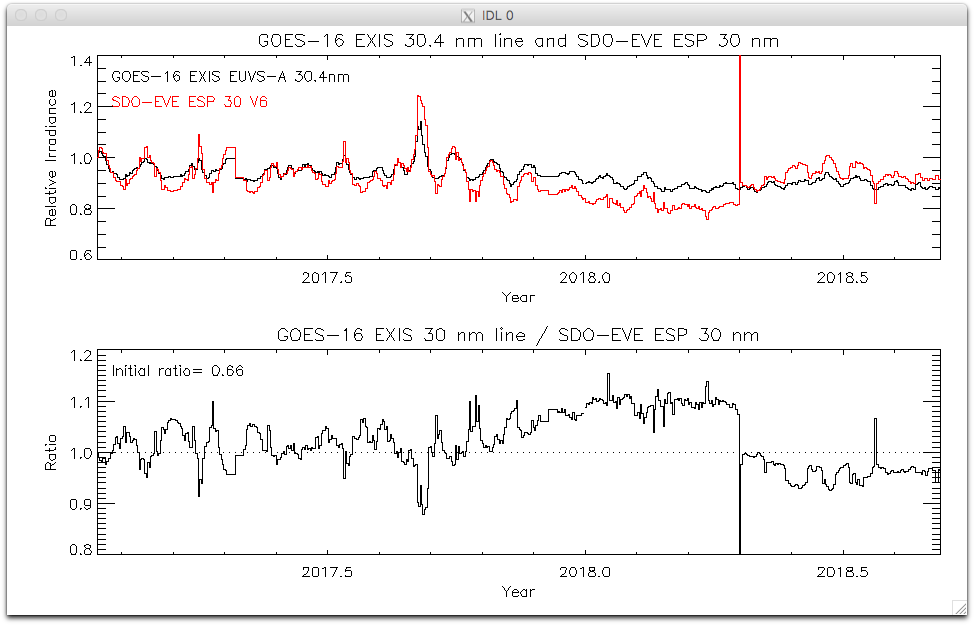 IDL 0
GOES-16 EXIS 30.4 nm line and SDO-EVE ESP 30 nm
GOES-16 EXIS EUVS-A 30.4nm
SDO-EVE ESP 30 V6
Relative Irradiance
1.4
1.2
1.0
0.8
0.6
2017.5 2018.0 2018.5
Year
GOES-16 EXIS 30 nm line / SDO-EVE ESP 30 nm
Initial ratio= 0.66
Ratio
1.2
1.1
1.0
0.9
0.8
2017.5 2018.0 2018.5
Year